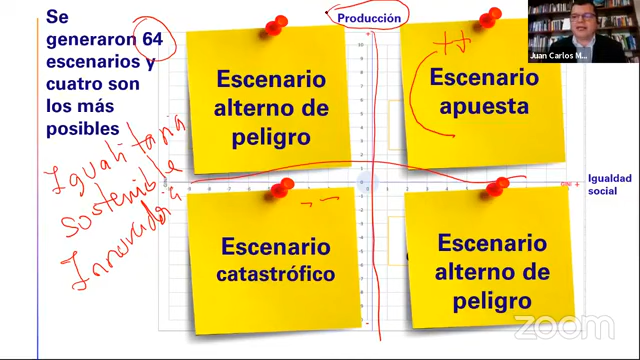 Se
generaron 64
escenarios y
cuatro son
los más
posibles
Igualitaria
sostenible
Innovadora
Producción
Escenario
alterno de
peligro
++
Escenario
apuesta
Juan Carlos M...
Igualdad
social
GINI +
--
Escenario
catastrófico
Escenario
alterno de
peligro
zoom